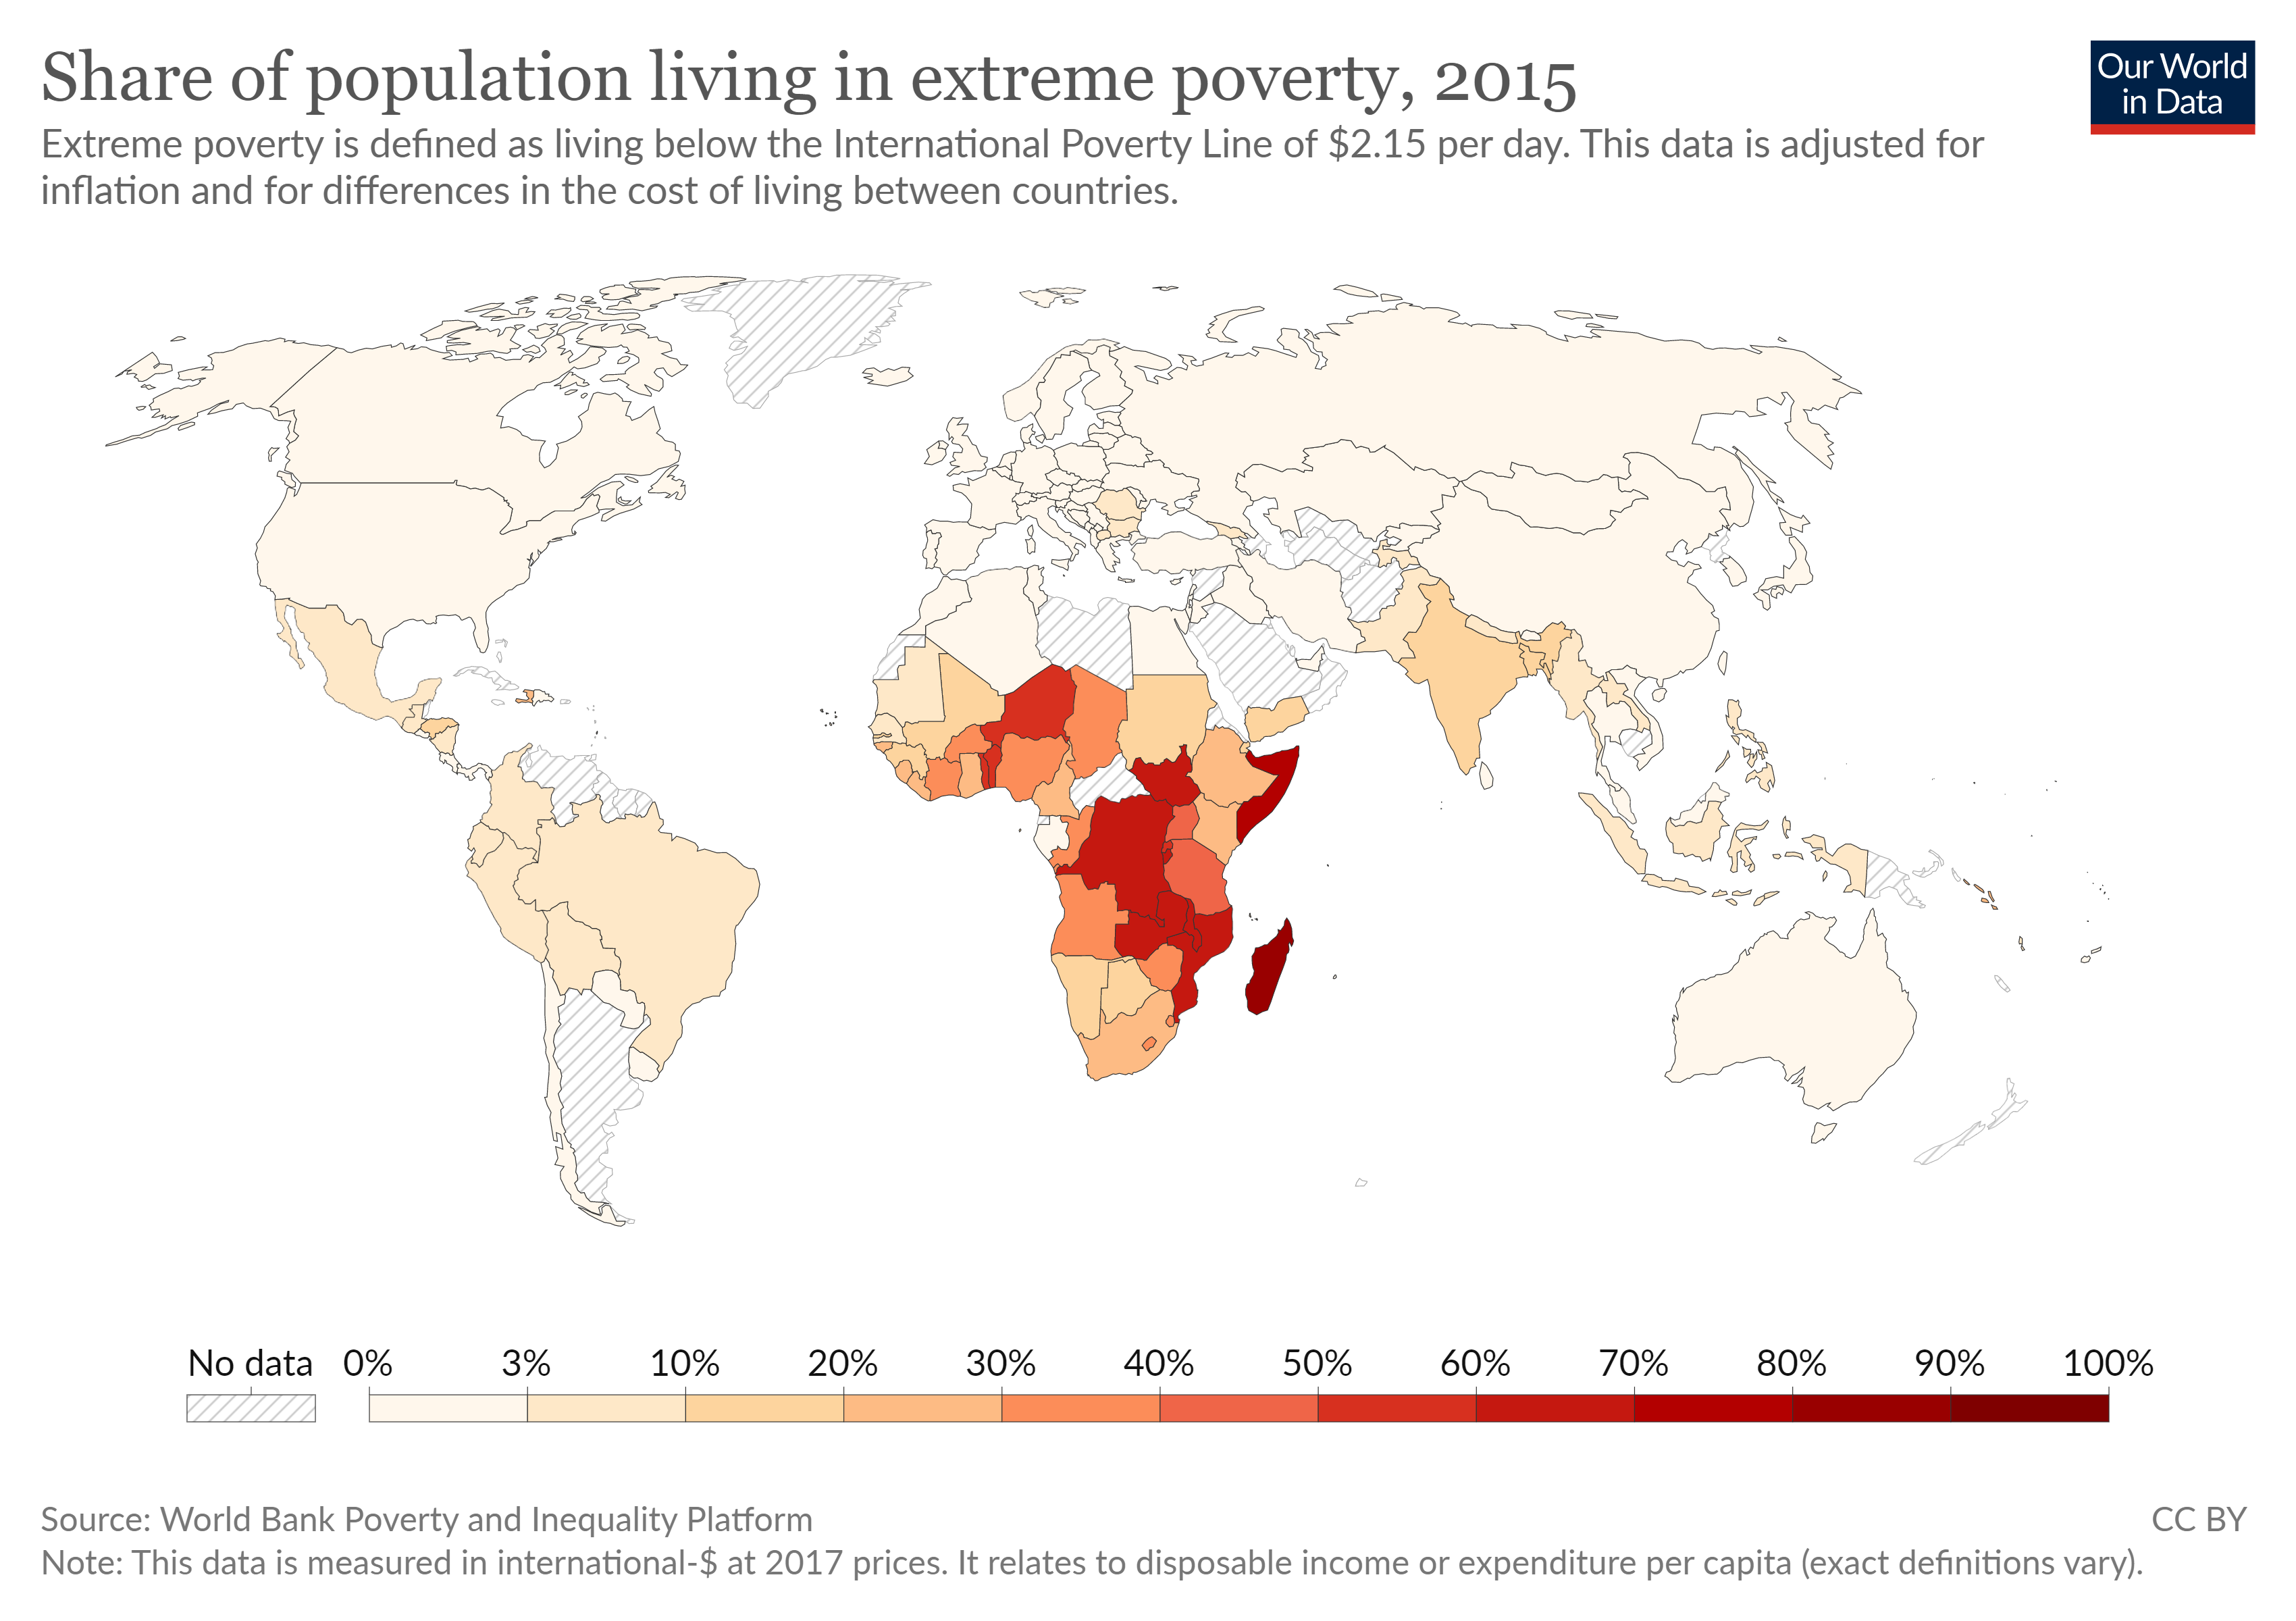 Share of population living in extreme poverty, 2015
Our World
in Data
Extreme poverty is defined as living below the International Poverty Line of $2.15 per day. This data is adjusted for
inflation and for differences in the cost of living between countries.
No data 0% 3% 10% 20% 30% 40% 50% 60% 70% 80% 90% 100%
Source: World Bank Poverty and Inequality Platform
CC BY
Note: This data is measured in international-$ at 2017 prices. It relates to disposable income or expenditure per capita (exact definitions vary).